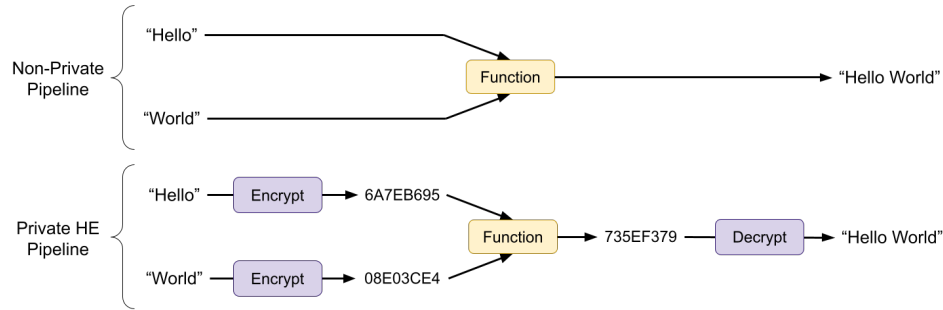 “Hello”
Non-Private
Pipeline
Function
“Hello World”
“World”
“Hello”
Encrypt
6A7EB695
Private HE
Pipeline
Function
735EF379
Decrypt
“Hello World”
“World”
Encrypt
08E03CE4